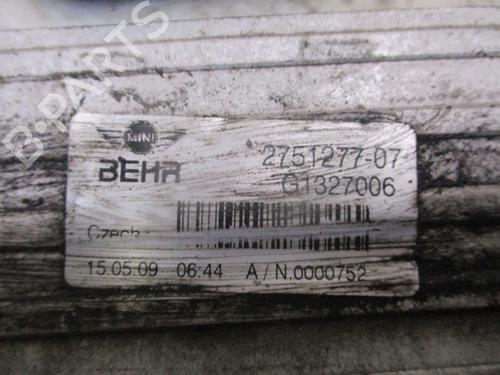 B-PARTS
MINI
BEHR
2751277-07
G1327006
Czech
15.05.09 06:44 A/N.0000752